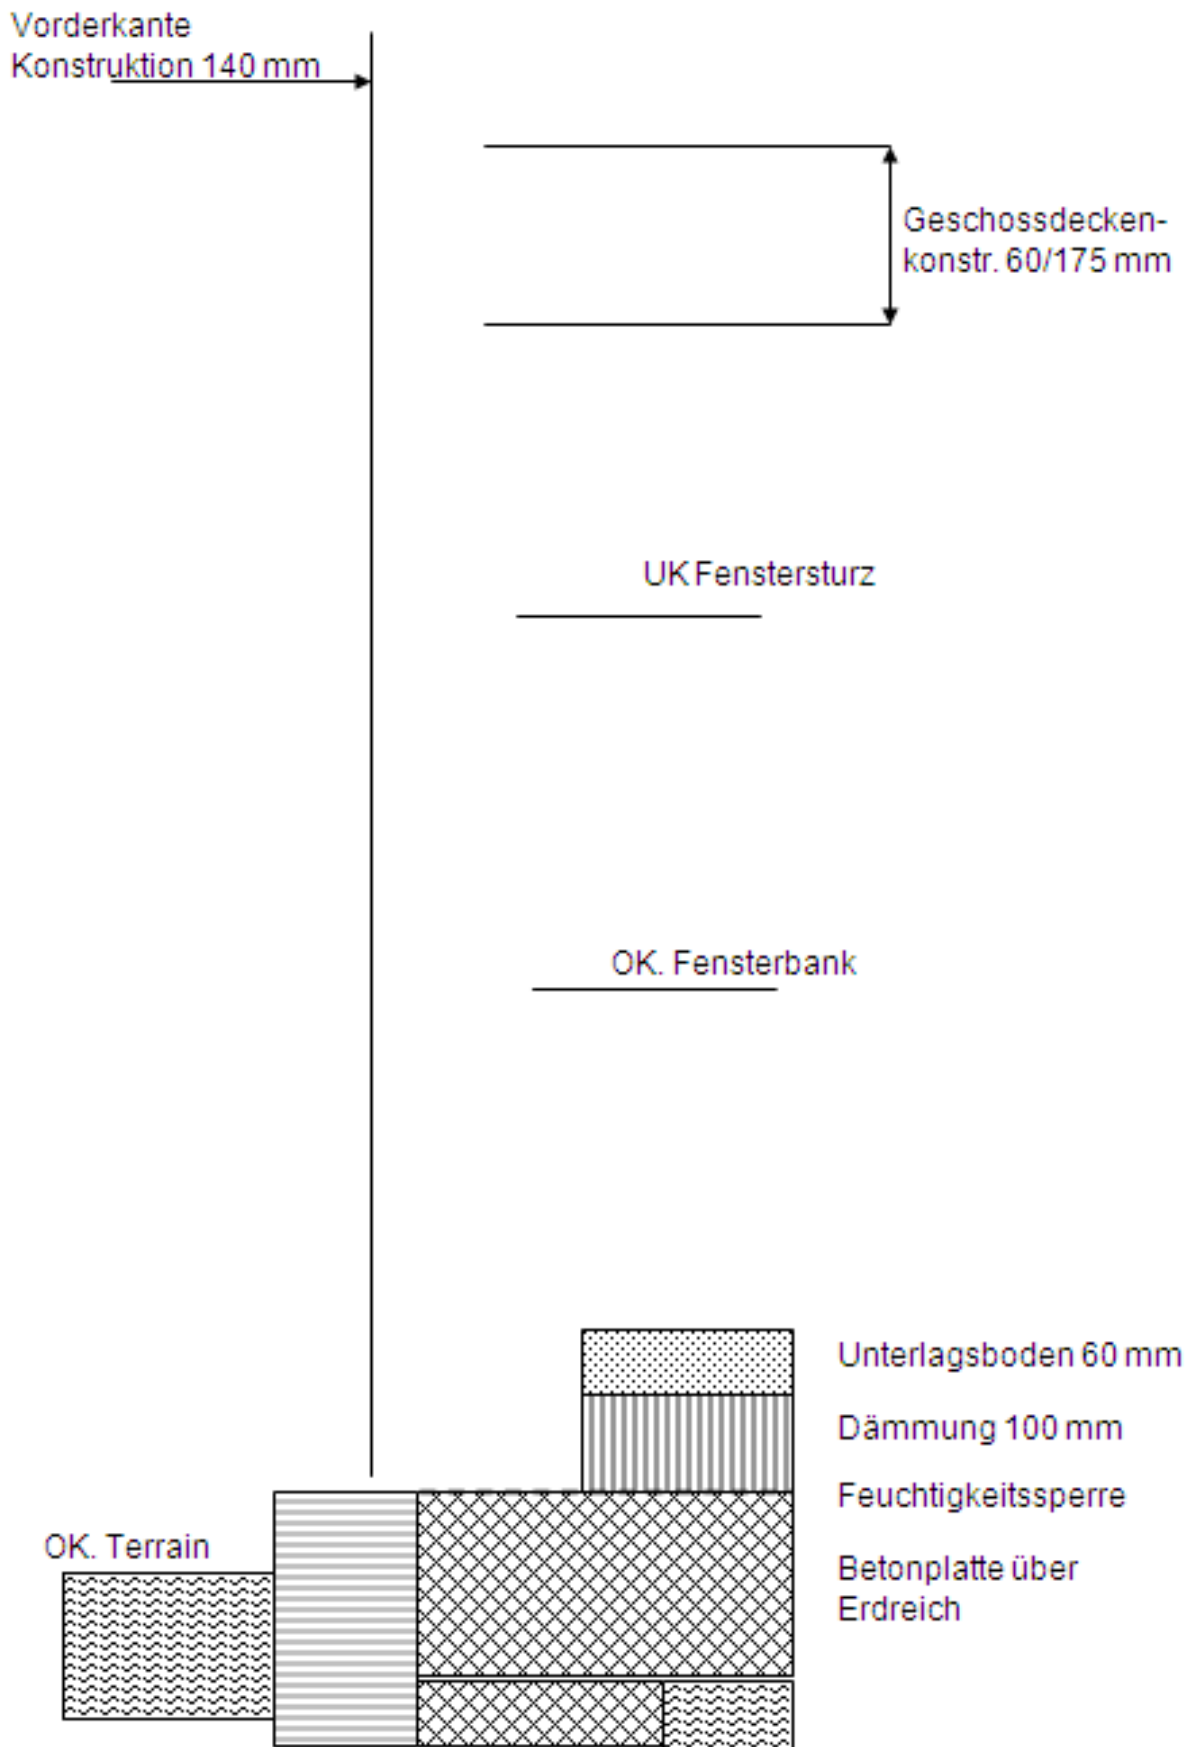 Vorderkante
Konstruktion 140 mm
Geschossdecken-
konstr. 60/175 mm
UK Fenstersturz
OK. Fensterbank
Unterlagsboden 60 mm
Dämmung 100 mm
Feuchtigkeitssperre
OK. Terrain
Betonplatte über
Erdreich